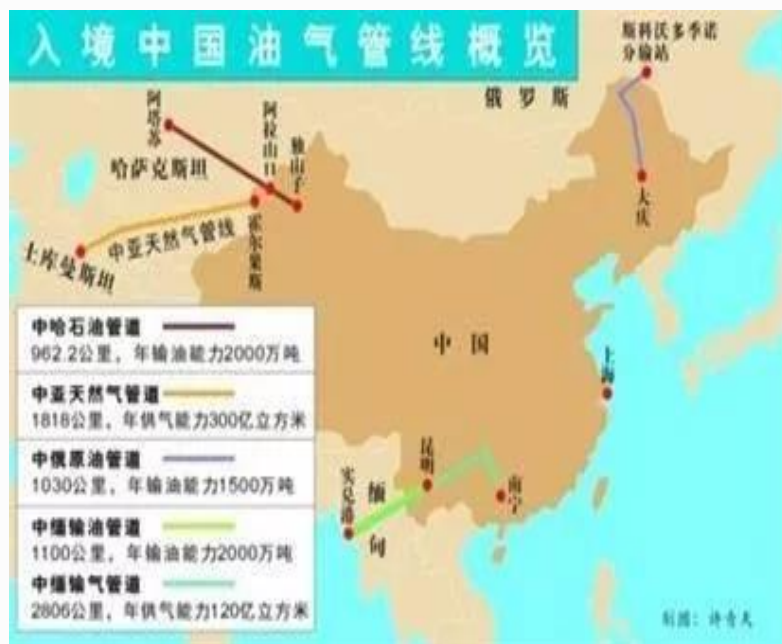 入境中国油气管线概览
斯科沃多季诺
分输站
俄罗斯
阿塔苏
阿拉山口
独山子
哈萨克斯坦
霍尔果斯
中亚天然气管线
土库曼斯坦
大庆
中国
上海
昆明
南宁
实兑港
缅甸
中哈石油管道
962.2公里，年输油能力2000万吨
中亚天然气管道
1818公里，年供气能力300亿立方米
中俄原油管道
1030公里，年输油能力1500万吨
中缅输油管道
1100公里，年输油能力2000万吨
中缅输气管道
2806公里，年供气能力120亿立方米
制图：许青天